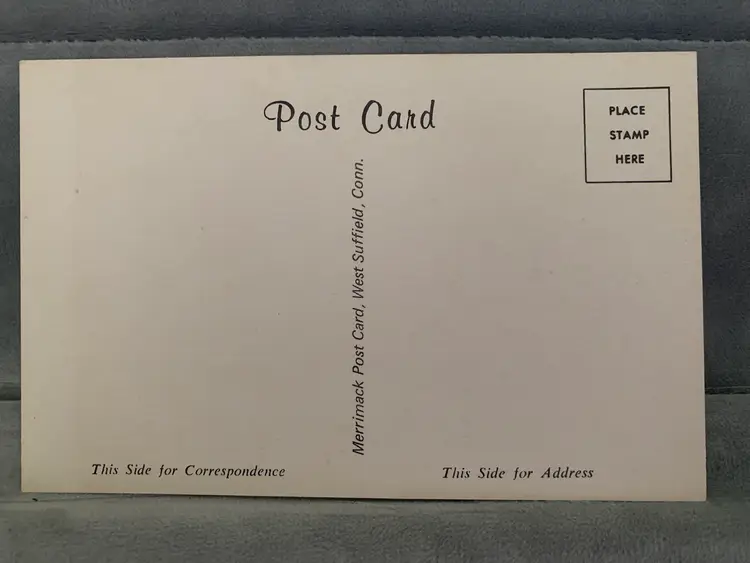 Post Card
PLACE
STAMP
HERE
Merrimack Post Card, West Suffield, Conn.
This Side for Correspondence
This Side for Address